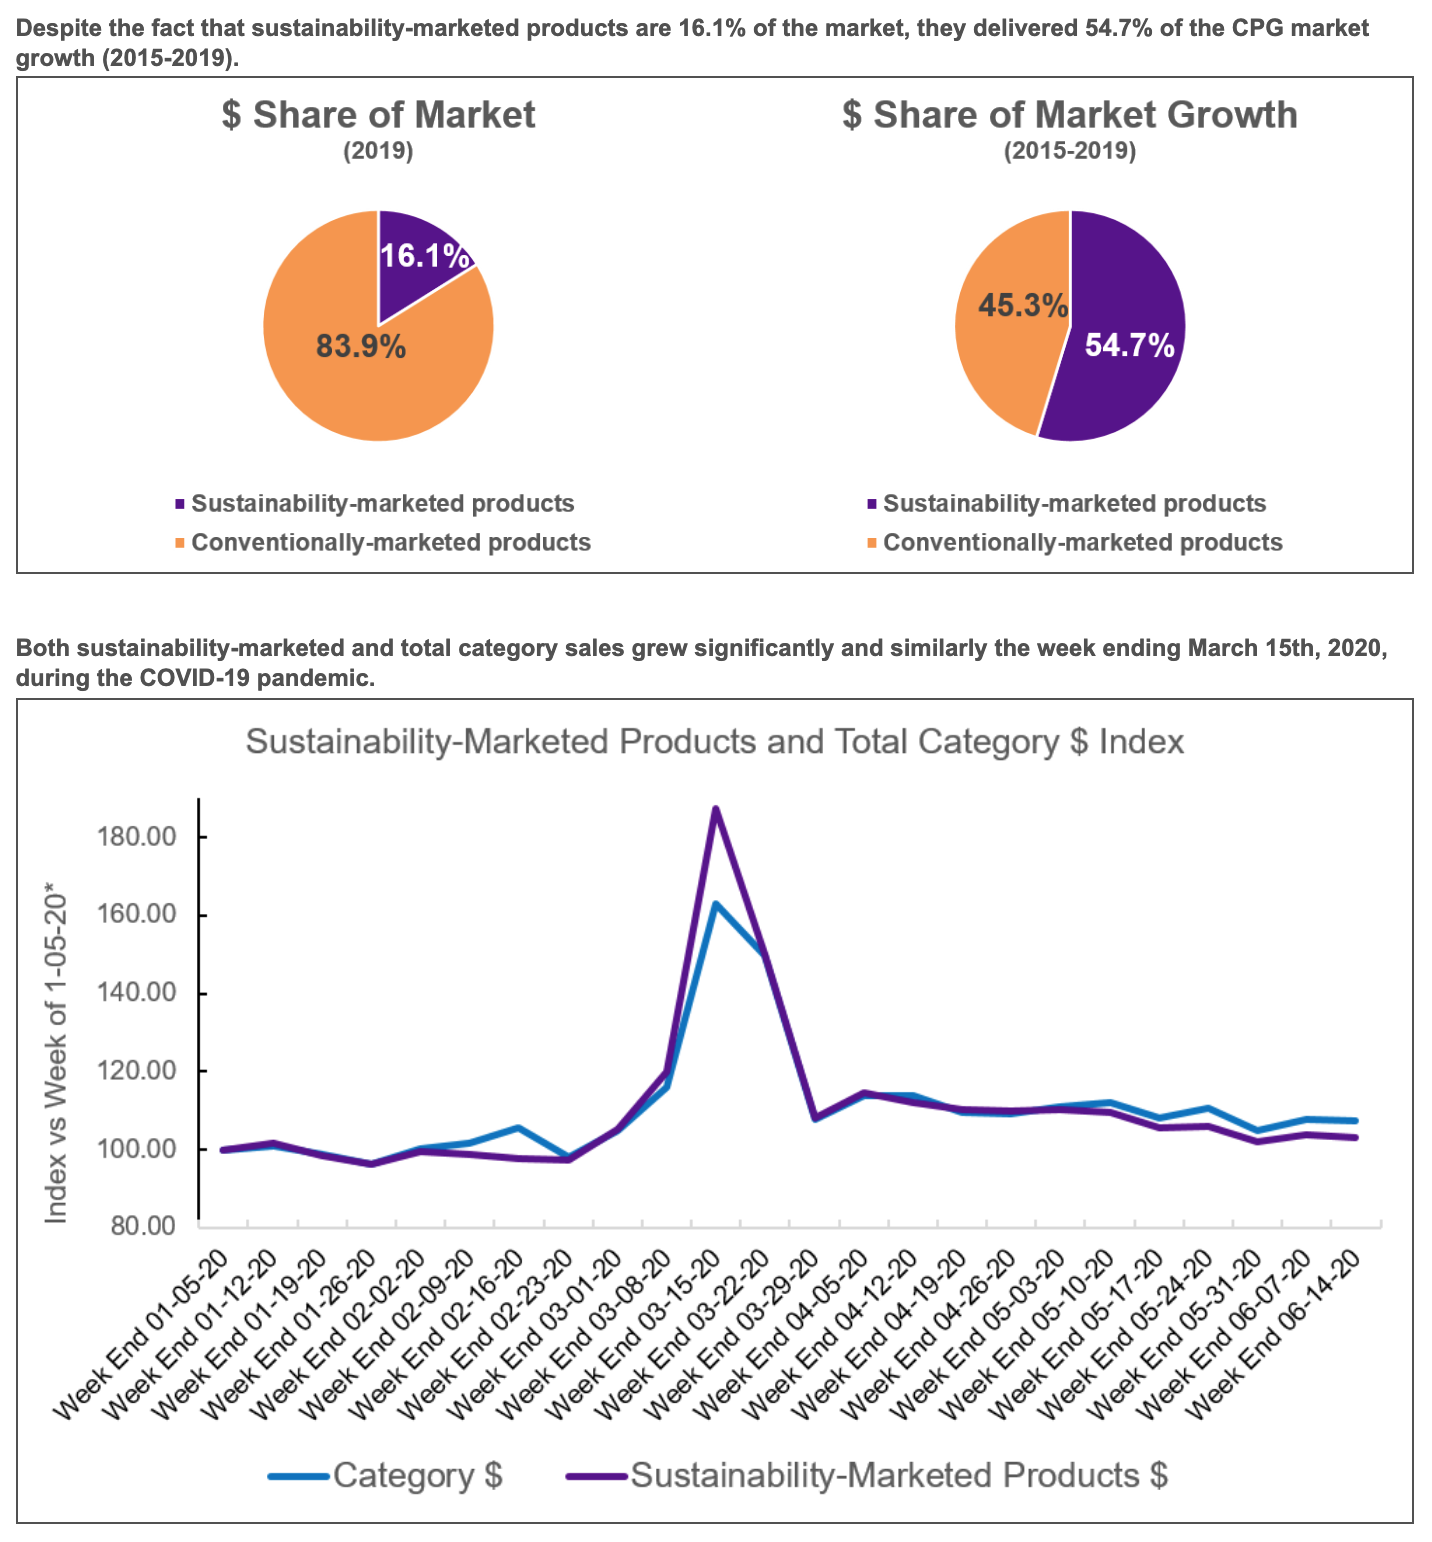 Despite the fact that sustainability-marketed products are 16.1% of the market, they delivered 54.7% of the CPG market
growth (2015-2019).
$ Share of Market
(2019)
16.1%
83.9%
Sustainability-marketed products
Conventionally-marketed products
$ Share of Market Growth
(2015-2019)
45.3%
54.7%
Sustainability-marketed products
Conventionally-marketed products
Both sustainability-marketed and total category sales grew significantly and similarly the week ending March 15th, 2020,
during the COVID-19 pandemic.
Sustainability-Marketed Products and Total Category $ Index
Index vs Week of 1-05-20*
180.00
160.00
140.00
120.00
100.00
80.00
Week End 01-05-20
Week End 01-12-20
Week End 01-19-20
Week End 01-26-20
Week End 02-02-20
Week End 02-09-20
Week End 02-16-20
Week End 02-23-20
Week End 03-01-20
Week End 03-08-20
Week End 03-15-20
Week End 03-22-20
Week End 03-29-20
Week End 04-05-20
Week End 04-12-20
Week End 04-19-20
Week End 04-26-20
Week End 05-03-20
Week End 05-10-20
Week End 05-17-20
Week End 05-24-20
Week End 05-31-20
Week End 06-07-20
Week End 06-14-20
Category $
Sustainability-Marketed Products $